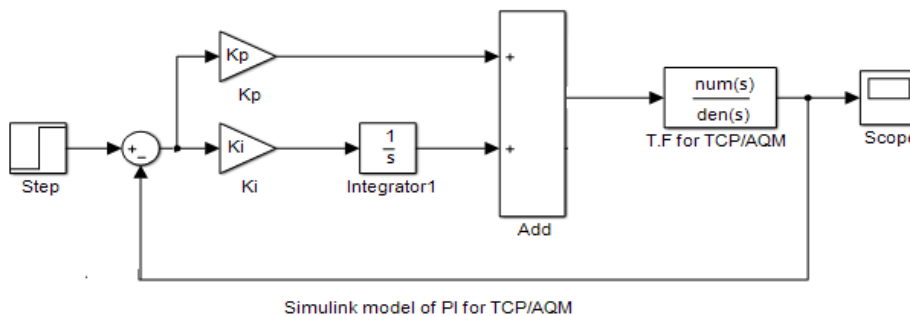 Kp
Kp
+
num(s)
den(s)
+
−
Ki
1
s
+
T.F for TCP/AQM
Scope
Step
Ki
Integrator1
Add
Simulink model of PI for TCP/AQM